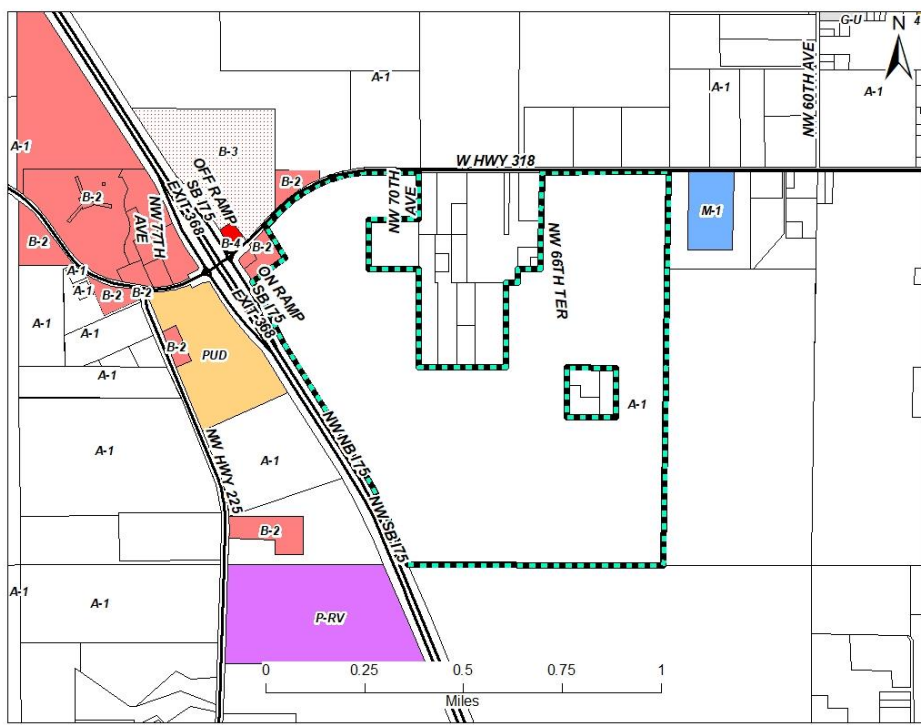 G-U
4
N
NW 60TH AVE
A-1
A-1
A-1
B-3
W HWY 318
A-1
OFF RAMP
SB I75
EXIT-368
B-2
NW 70TH
AVE
B-2
NW 77TH
AVE
M-1
B-2
B-4
B-2
NW 66TH TER
ON RAMP
SB I75
EXIT-368
A-1
A-1
B-2
B-2
A-1
A-1
PUD
B-2
A-1
A-1
NW NB I75
A-1
A-1
NW HWY 225
NW SB I75
B-2
A-1
A-1
P-RV
0 0.25 0.5 0.75 1
Miles